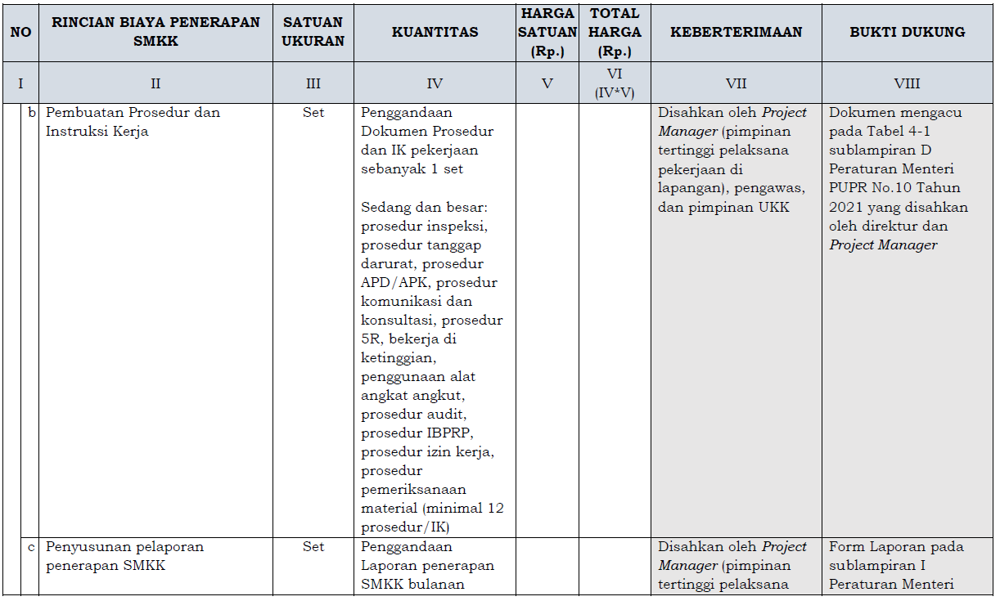 NO
RINCIAN BIAYA PENERAPAN
SMKK
SATUAN
UKURAN
KUANTITAS
HARGA
SATUAN
(Rp.)
TOTAL
HARGA
(Rp.)
KEBERTERIMAAN
BUKTI DUKUNG
I
II
III
IV
V
VI
(IV*V)
VII
VIII
b
Pembuatan Prosedur dan
Instruksi Kerja
Set
Penggandaan
Dokumen Prosedur
dan IK pekerjaan
sebanyak 1 set
Sedang dan besar:
prosedur inspeksi,
prosedur tanggap
darurat, prosedur
APD/APK, prosedur
komunikasi dan
konsultasi, prosedur
5R, bekerja di
ketinggian,
penggunaan alat
angkat angkut,
prosedur audit,
prosedur IBPRP,
prosedur izin kerja,
prosedur
pemeriksanaan
material (minimal 12
prosedur/IK)
Disahkan oleh Project
Manager (pimpinan
tertinggi pelaksana
pekerjaan di
lapangan), pengawas,
dan pimpinan UKK
Dokumen mengacu
pada Tabel 4-1
sublampiran D
Peraturan Menteri
PUPR No.10 Tahun
2021 yang disahkan
oleh direktur dan
Project Manager
c
Penyusunan pelaporan
penerapan SMKK
Set
Penggandaan
Laporan penerapan
SMKK bulanan
Disahkan oleh Project
Manager (pimpinan
tertinggi pelaksana
Form Laporan pada
sublampiran I
Peraturan Menteri